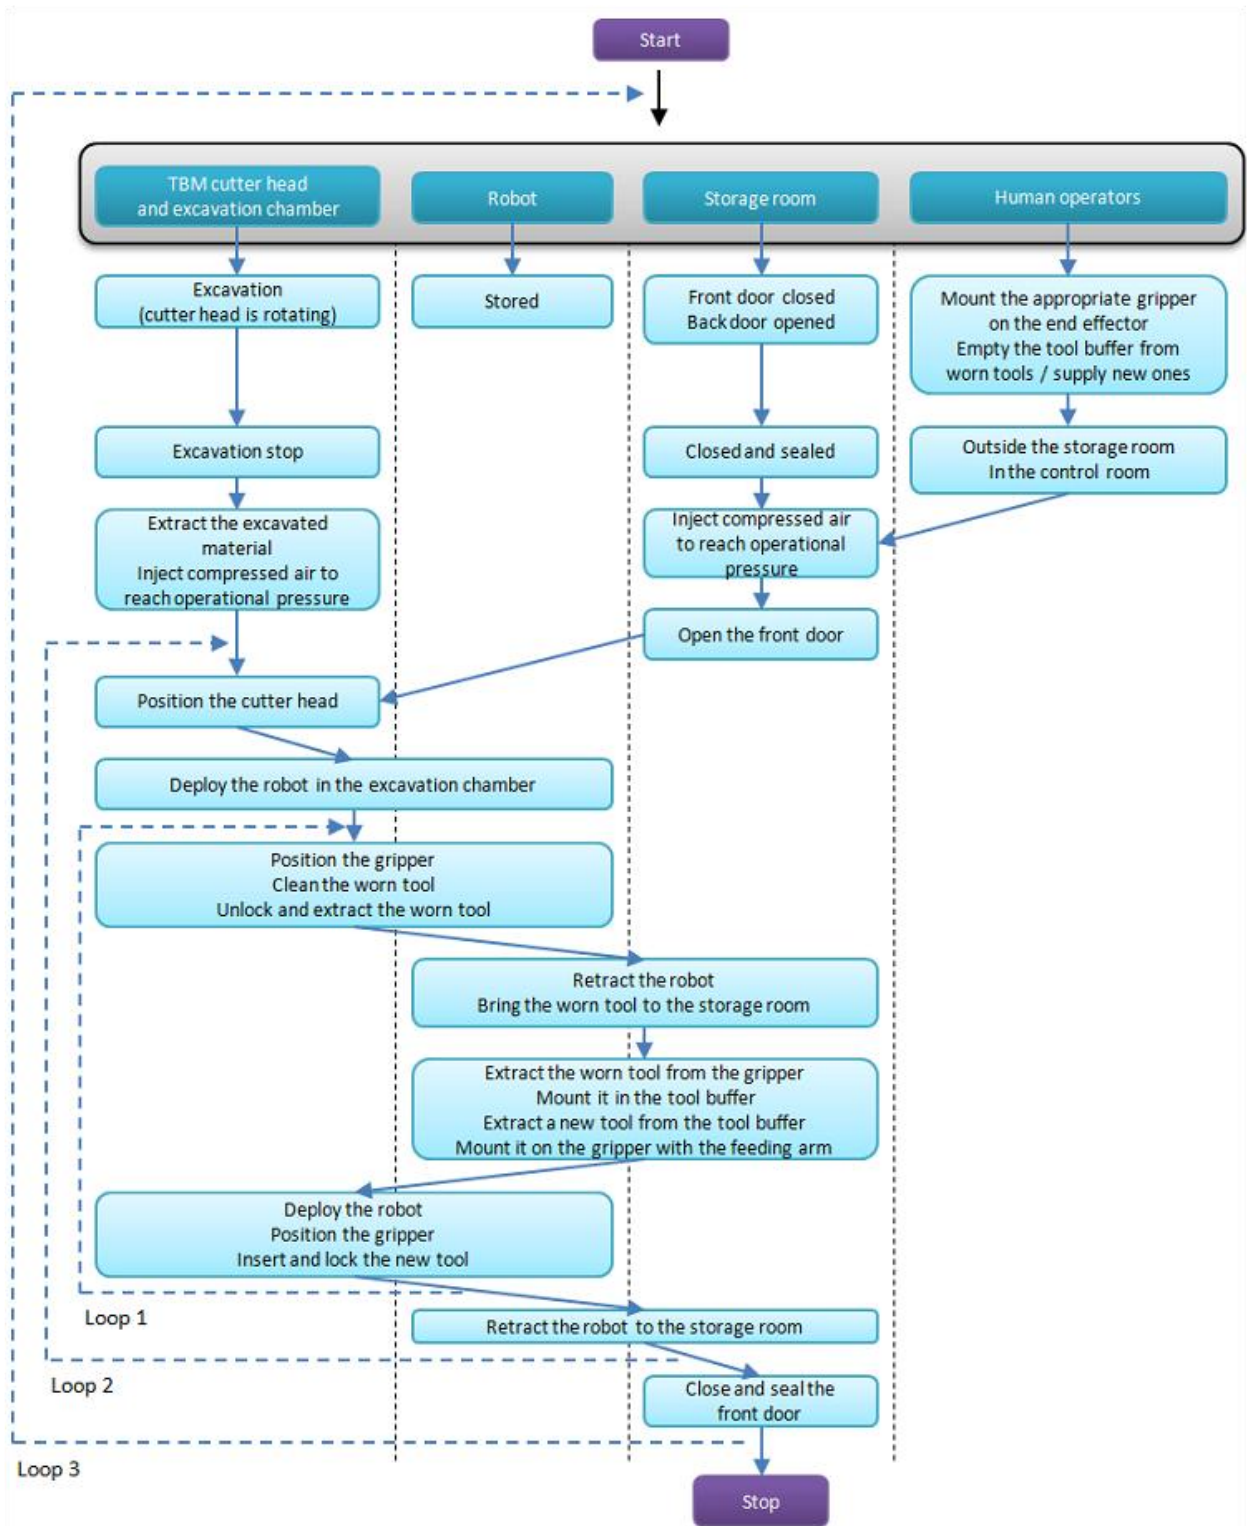 Start
TBM cutter head
and excavation chamber
Robot
Storage room
Human operators
Excavation
(cutter head is rotating)
Stored
Front door closed
Back door opened
Mount the appropriate gripper
on the end effector
Empty the tool buffer from
worn tools / supply new ones
Excavation stop
Closed and sealed
Outside the storage room
In the control room
Extract the excavated
material
Inject compressed air to
reach operational pressure
Inject compressed air
to reach operational
pressure
Open the front door
Position the cutter head
Deploy the robot in the excavation chamber
Position the gripper
Clean the worn tool
Unlock and extract the worn tool
Retract the robot
Bring the worn tool to the storage room
Extract the worn tool from the gripper
Mount it in the tool buffer
Extract a new tool from the tool buffer
Mount it on the gripper with the feeding arm
Deploy the robot
Position the gripper
Insert and lock the new tool
Loop 1
Retract the robot to the storage room
Loop 2
Close and seal the
front door
Loop 3
Stop